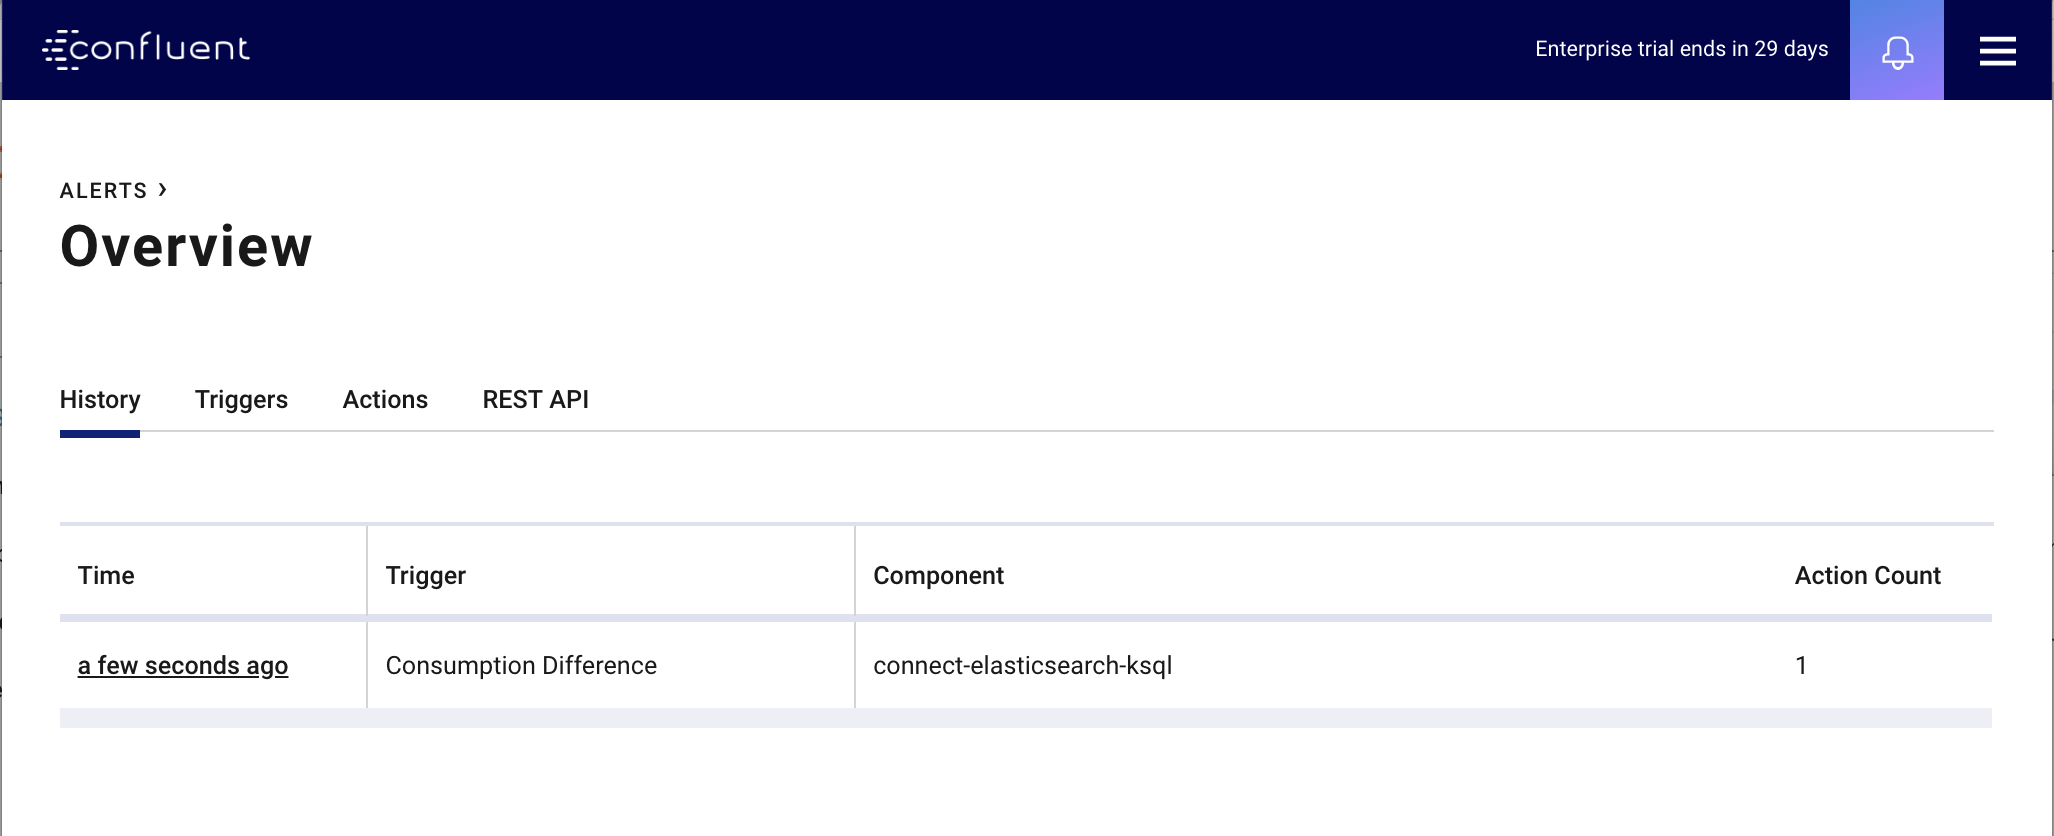 confluent
Enterprise trial ends in 29 days
ALERTS ›
Overview
History Triggers Actions REST API
Time Trigger Component Action Count
a few seconds ago Consumption Difference connect-elasticsearch-ksql 1